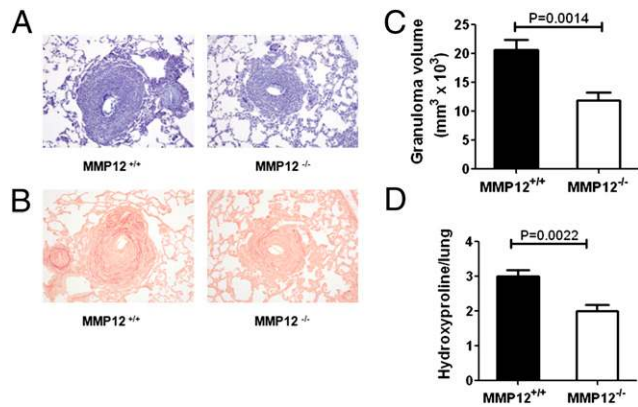 A
MMP12 +/+
MMP12 -/-
B
MMP12 +/+
MMP12 -/-
C
P=0.0014
Granuloma volume
(mm³ x 10³)
25
20
15
10
5
0
MMP12+/+
MMP12-/-
D
P=0.0022
Hydroxyproline/lung
4
3
2
1
0
MMP12+/+
MMP12-/-